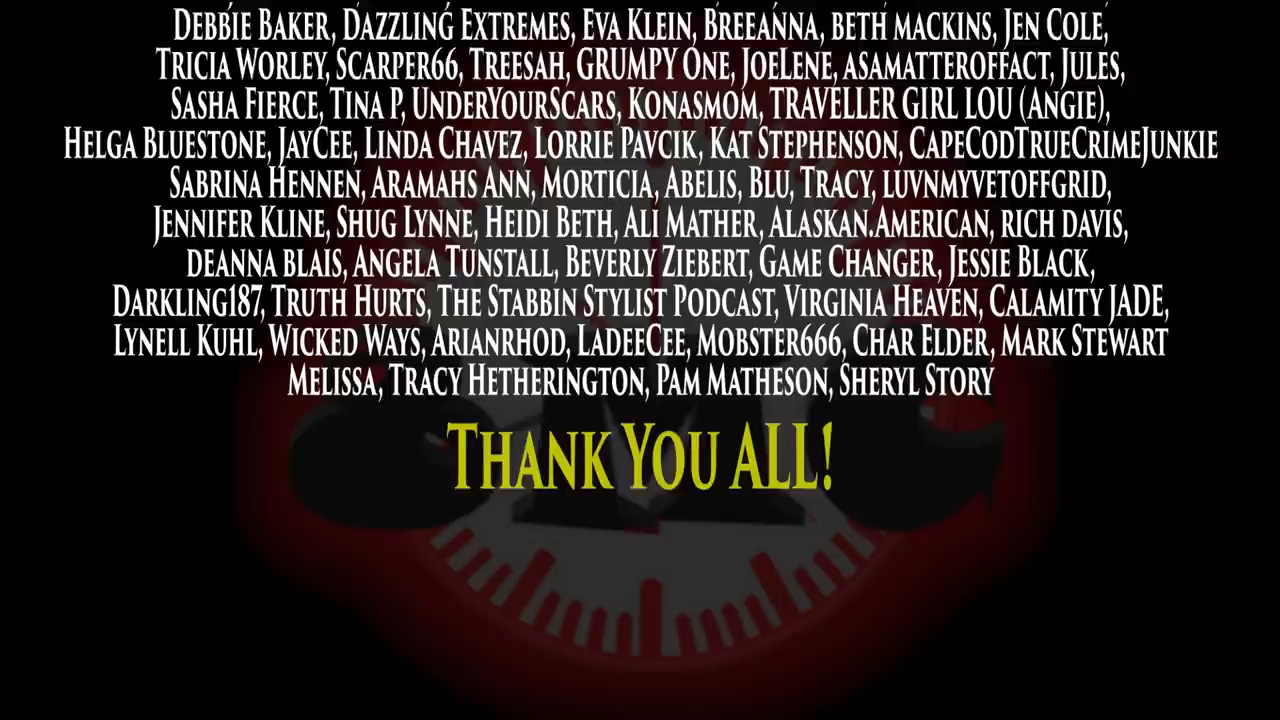 Debbie Baker, Dazzling Extremes, Eva Klein, Breeanna, beth mackins, Jen Cole,
Tricia Worley, Scarper66, Treesah, GRUMPY One, JoeLene, asamatteroffact, Jules,
Sasha Fierce, Tina P, UnderYourScars, Konasmom, TRAVELLER GIRL LOU (Angie),
Helga Bluestone, JayCee, Linda Chavez, Lorrie Pavcik, Kat Stephenson, CapeCodTrueCrimeJunkie
Sabrina Hennen, Aramahs Ann, Morticia, Abelis, Blu, Tracy, luvnmyvetoffgrid,
Jennifer Kline, Shug Lynne, Heidi Beth, Ali Mather, Alaskan.American, rich davis,
deanna blais, Angela Tunstall, Beverly Ziebert, Game Changer, Jessie Black,
Darkling187, Truth Hurts, The Stabbin Stylist Podcast, Virginia Heaven, Calamity JADE,
Lynell Kuhl, Wicked Ways, Arianrhod, LadeeCee, Mobster666, Char Elder, Mark Stewart
Melissa, Tracy Hetherington, Pam Matheson, Sheryl Story
Thank You ALL!